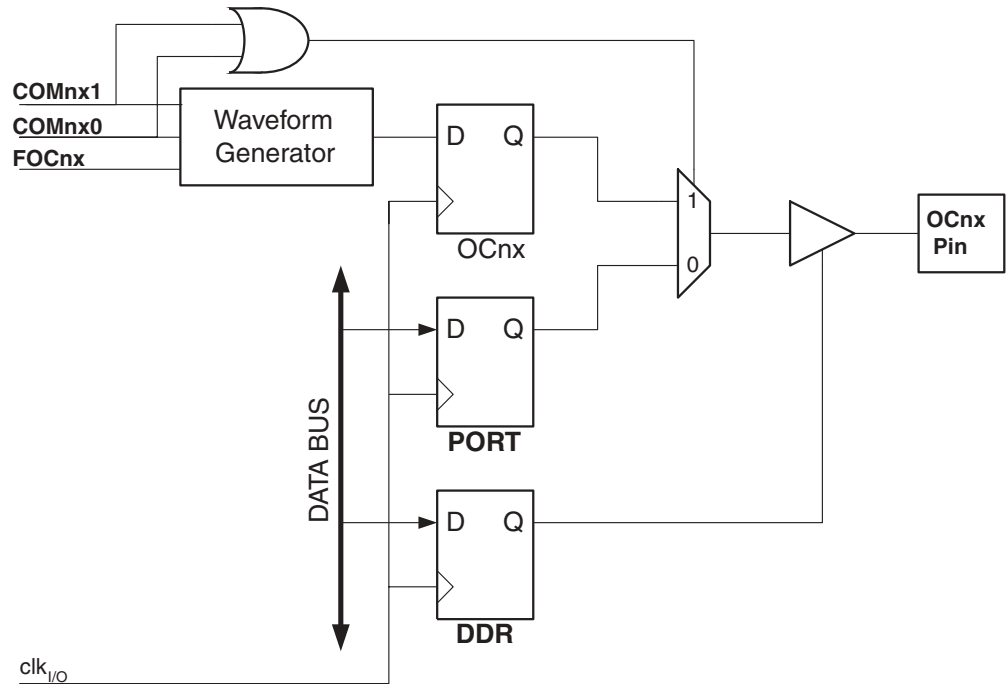 COMnx1
COMnx0
FOCnx
Waveform
Generator
D Q
OCnx
1
0
OCnx
Pin
D Q
PORT
DATA BUS
D Q
DDR
clkI/O